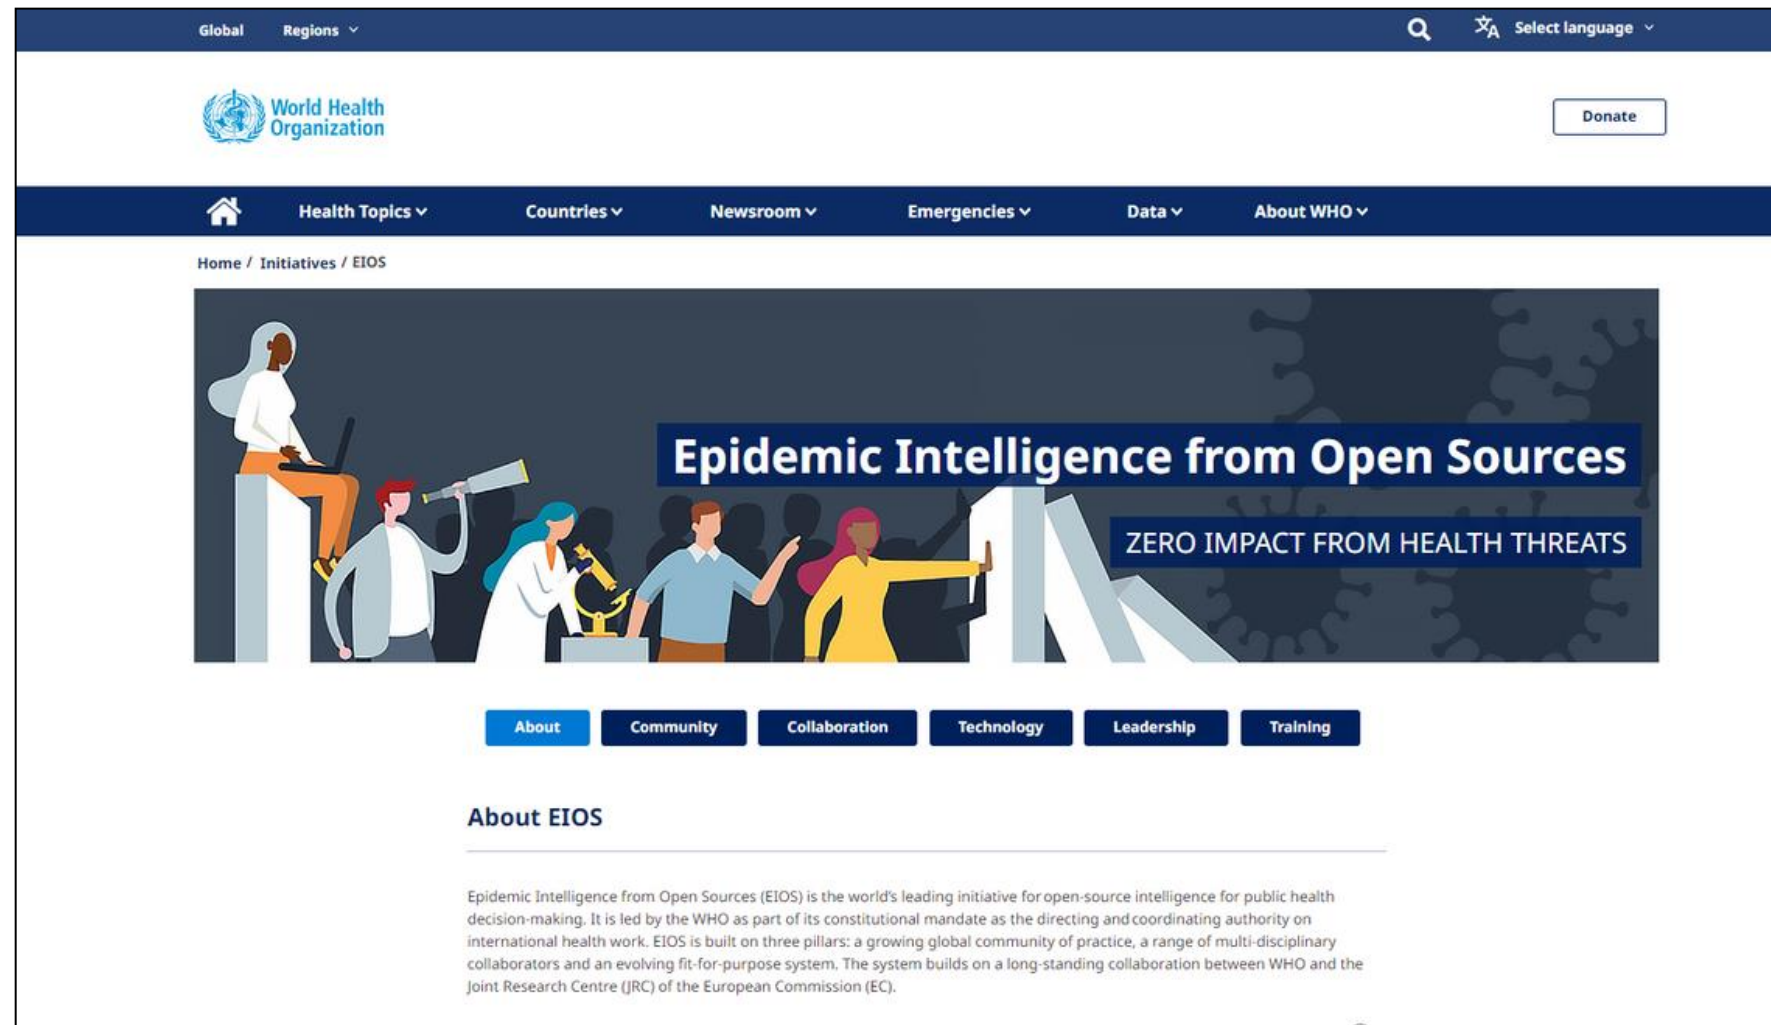 Global Regions Select language
World Health
Organization
Donate
Health Topics Countries Newsroom Emergencies Data About WHO
Home / Initiatives / EIOS
Epidemic Intelligence from Open Sources
ZERO IMPACT FROM HEALTH THREATS
About Community Collaboration Technology Leadership Training
About EIOS
Epidemic Intelligence from Open Sources (EIOS) is the world's leading initiative for open-source intelligence for public health
decision-making. It is led by the WHO as part of its constitutional mandate as the directing and coordinating authority on
international health work. EIOS is built on three pillars: a growing global community of practice, a range of multi-disciplinary
collaborators and an evolving fit-for-purpose system. The system builds on a long-standing collaboration between WHO and the
Joint Research Centre (JRC) of the European Commission (EC).